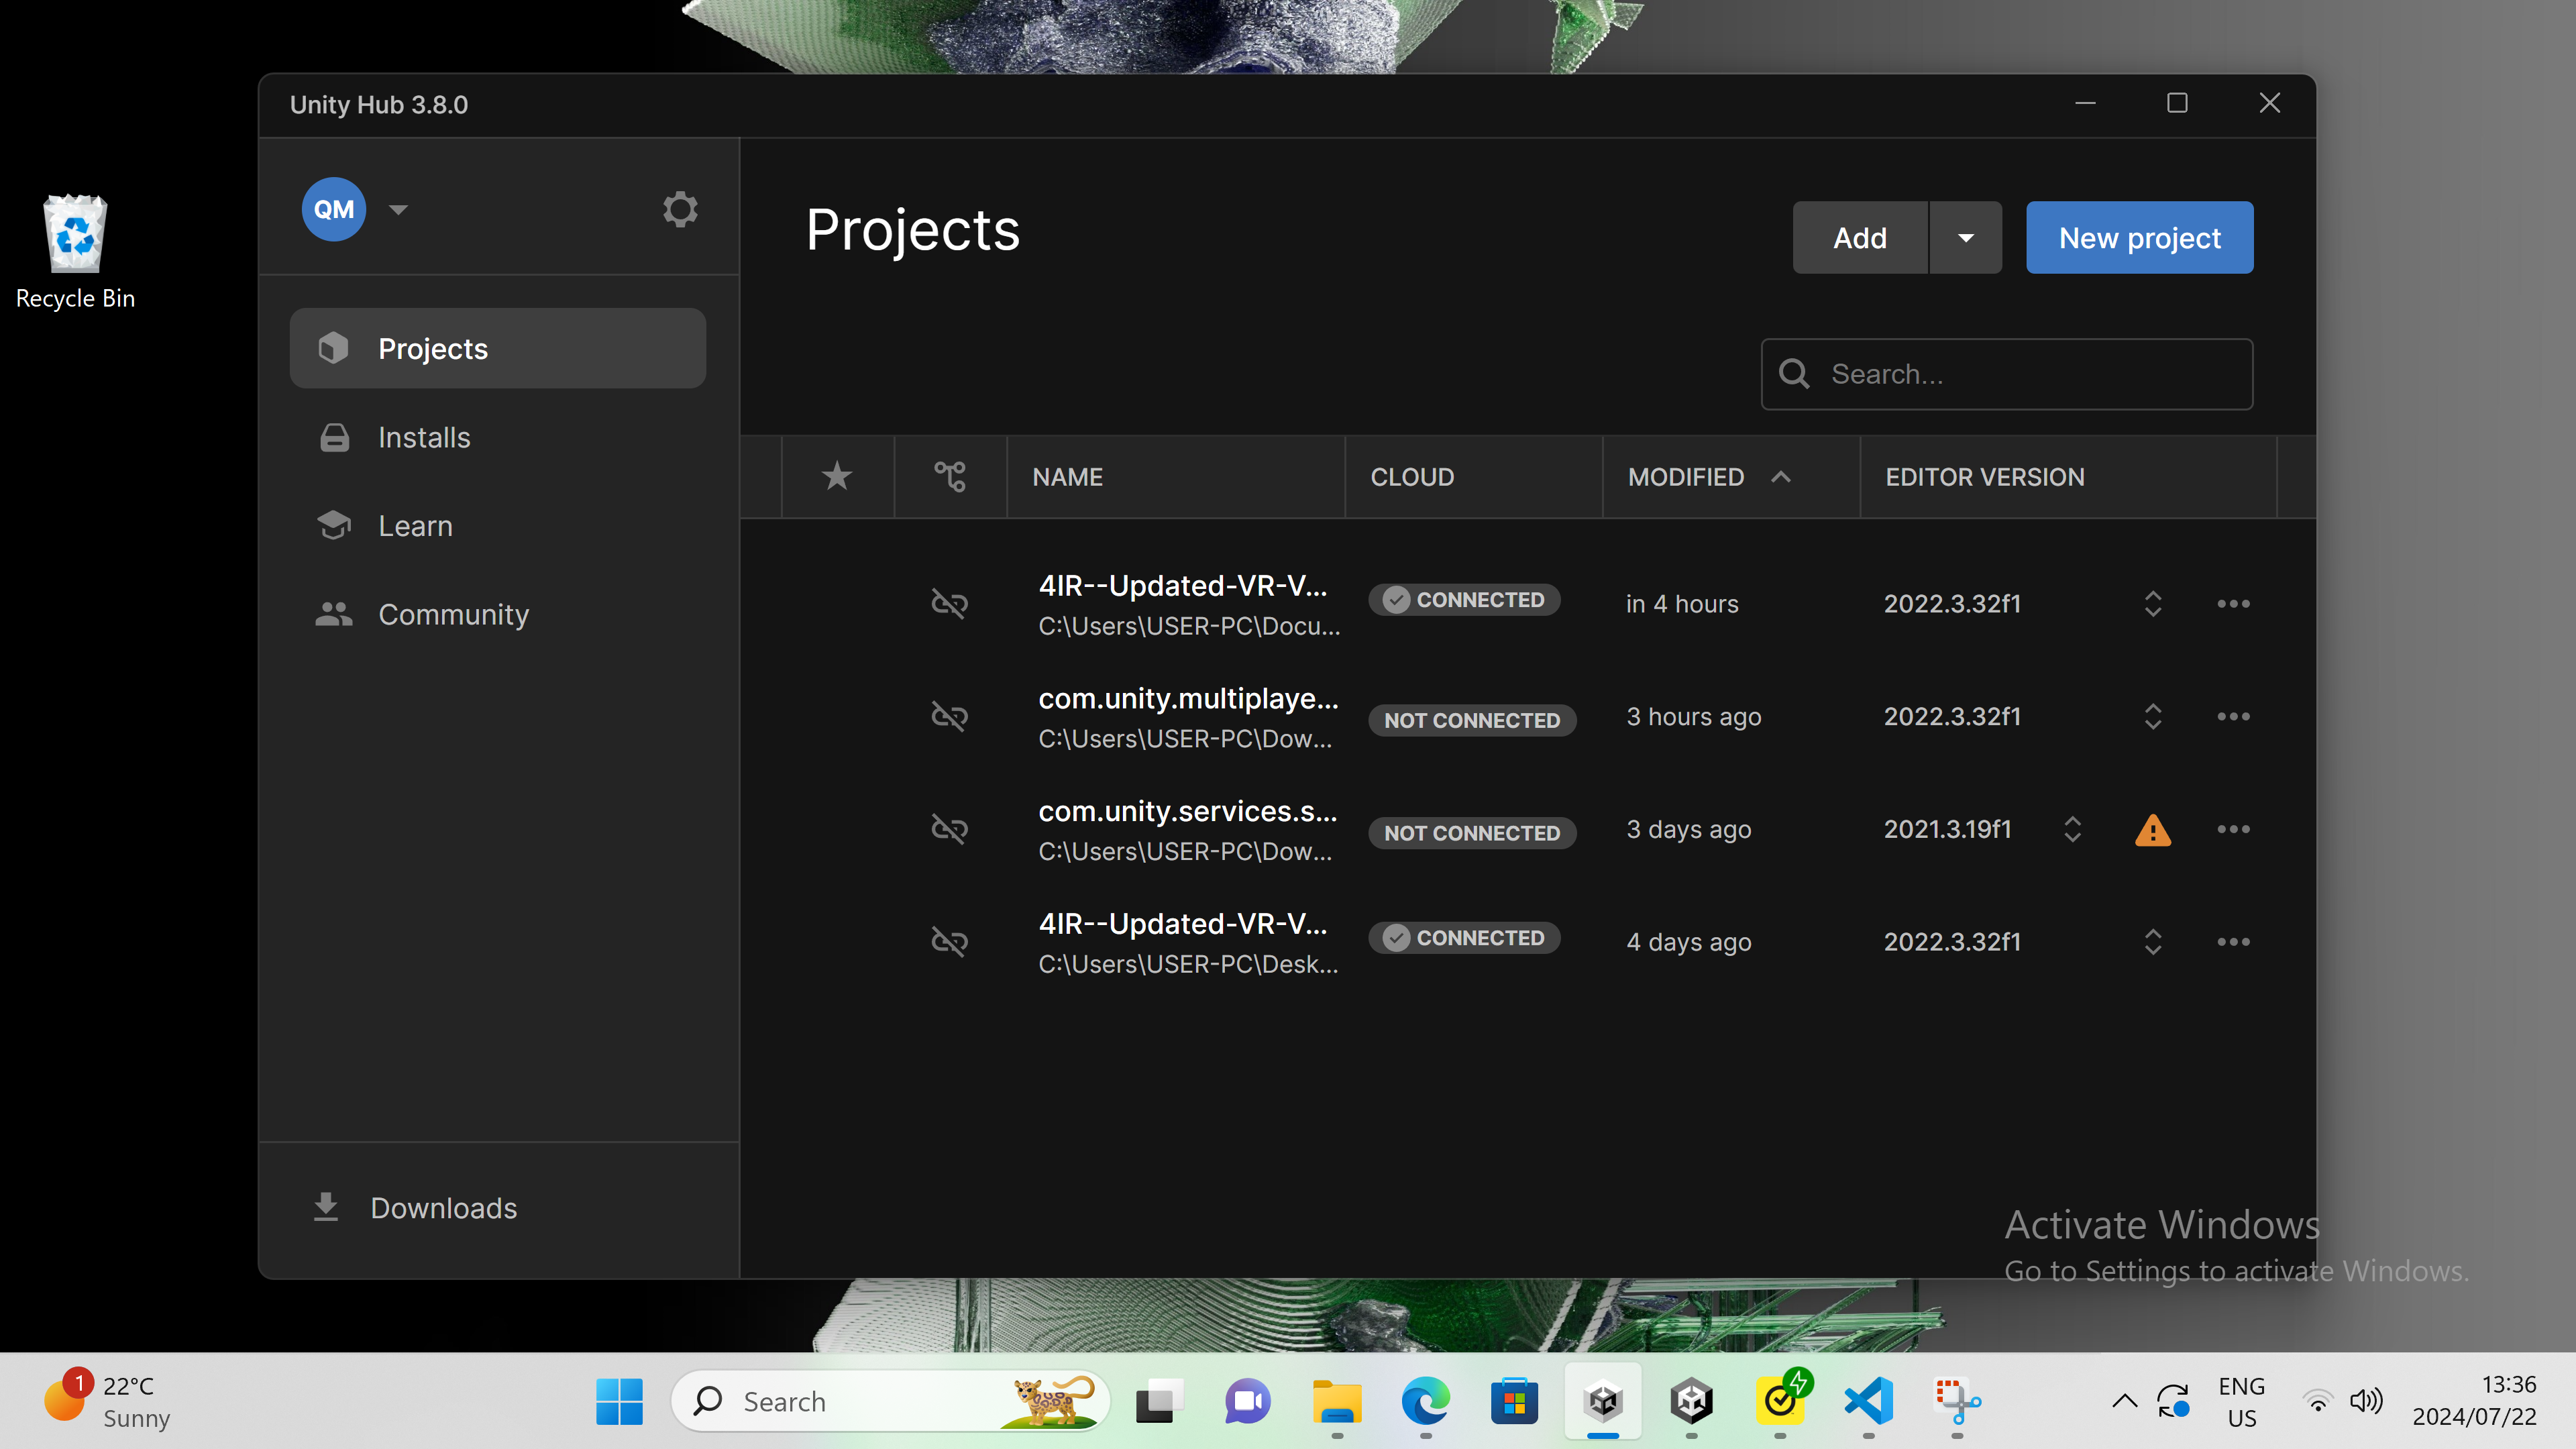 Unity Hub 3.8.0
Recycle Bin
QM
Projects
Installs
Learn
Community
Downloads
Projects
Add
New project
Search...
NAME CLOUD MODIFIED EDITOR VERSION
4IR--Updated-VR-V... CONNECTED in 4 hours 2022.3.32f1
C:\Users\USER-PC\Docu...
com.unity.multiplaye... NOT CONNECTED 3 hours ago 2022.3.32f1
C:\Users\USER-PC\Dow...
com.unity.services.s... NOT CONNECTED 3 days ago 2021.3.19f1
C:\Users\USER-PC\Dow...
4IR--Updated-VR-V... CONNECTED 4 days ago 2022.3.32f1
C:\Users\USER-PC\Desk...
Activate Windows
Go to Settings to activate Windows.
1
22°C
Sunny
Search
ENG
US
13:36
2024/07/22